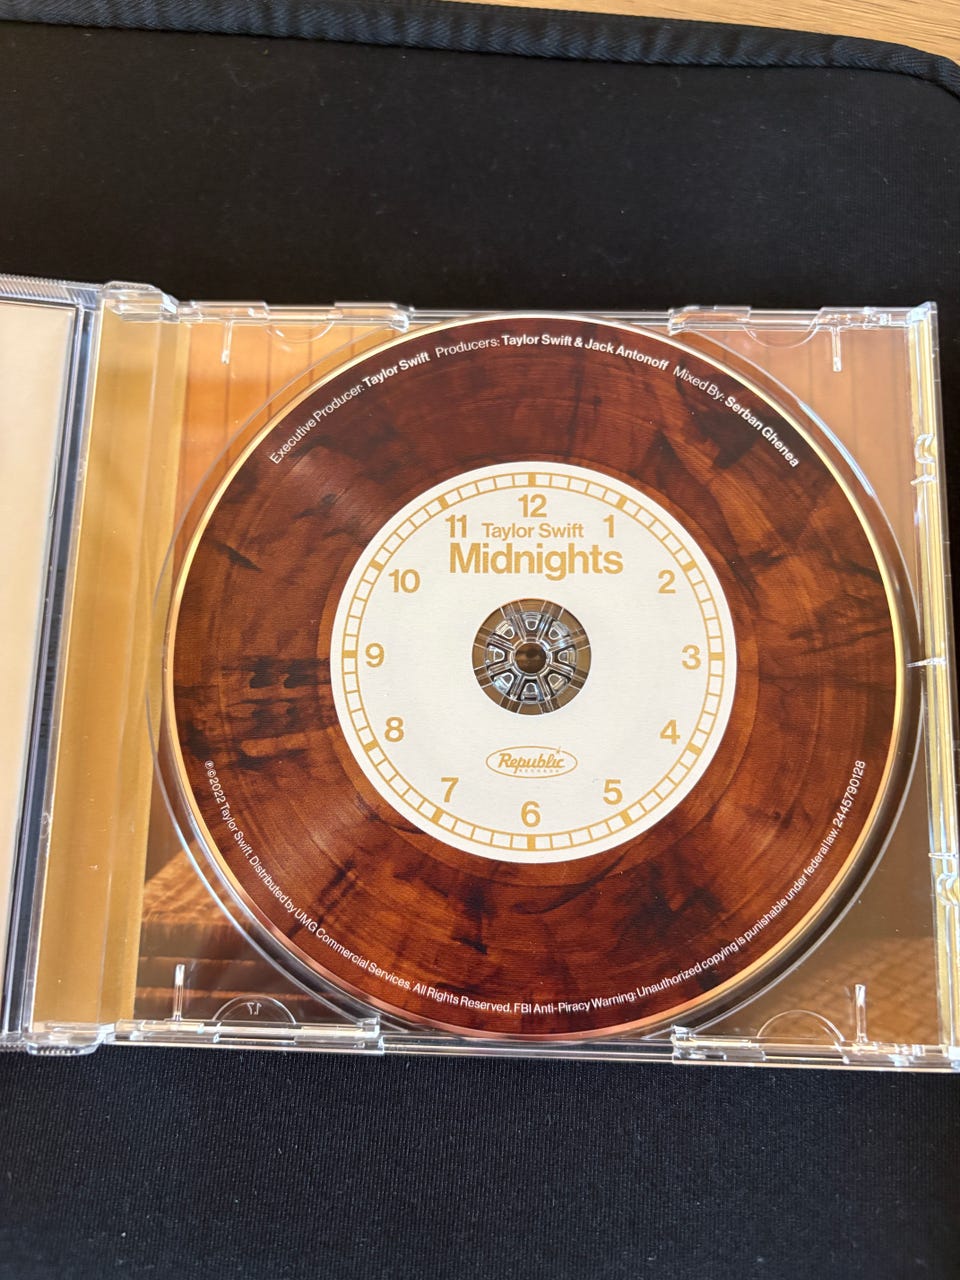 Executive Producer: Taylor Swift Producers: Taylor Swift & Jack Antonoff Mixed By: Serban Ghenea
12
11
Taylor Swift
1
Midnights
10
2
9
3
8
4
Republic
RECORDS
7
5
6
℗©2022 Taylor Swift. Distributed by UMG Commercial Services. All Rights Reserved. FBI Anti-Piracy Warning: Unauthorized copying is punishable under federal law. 2445790128
17